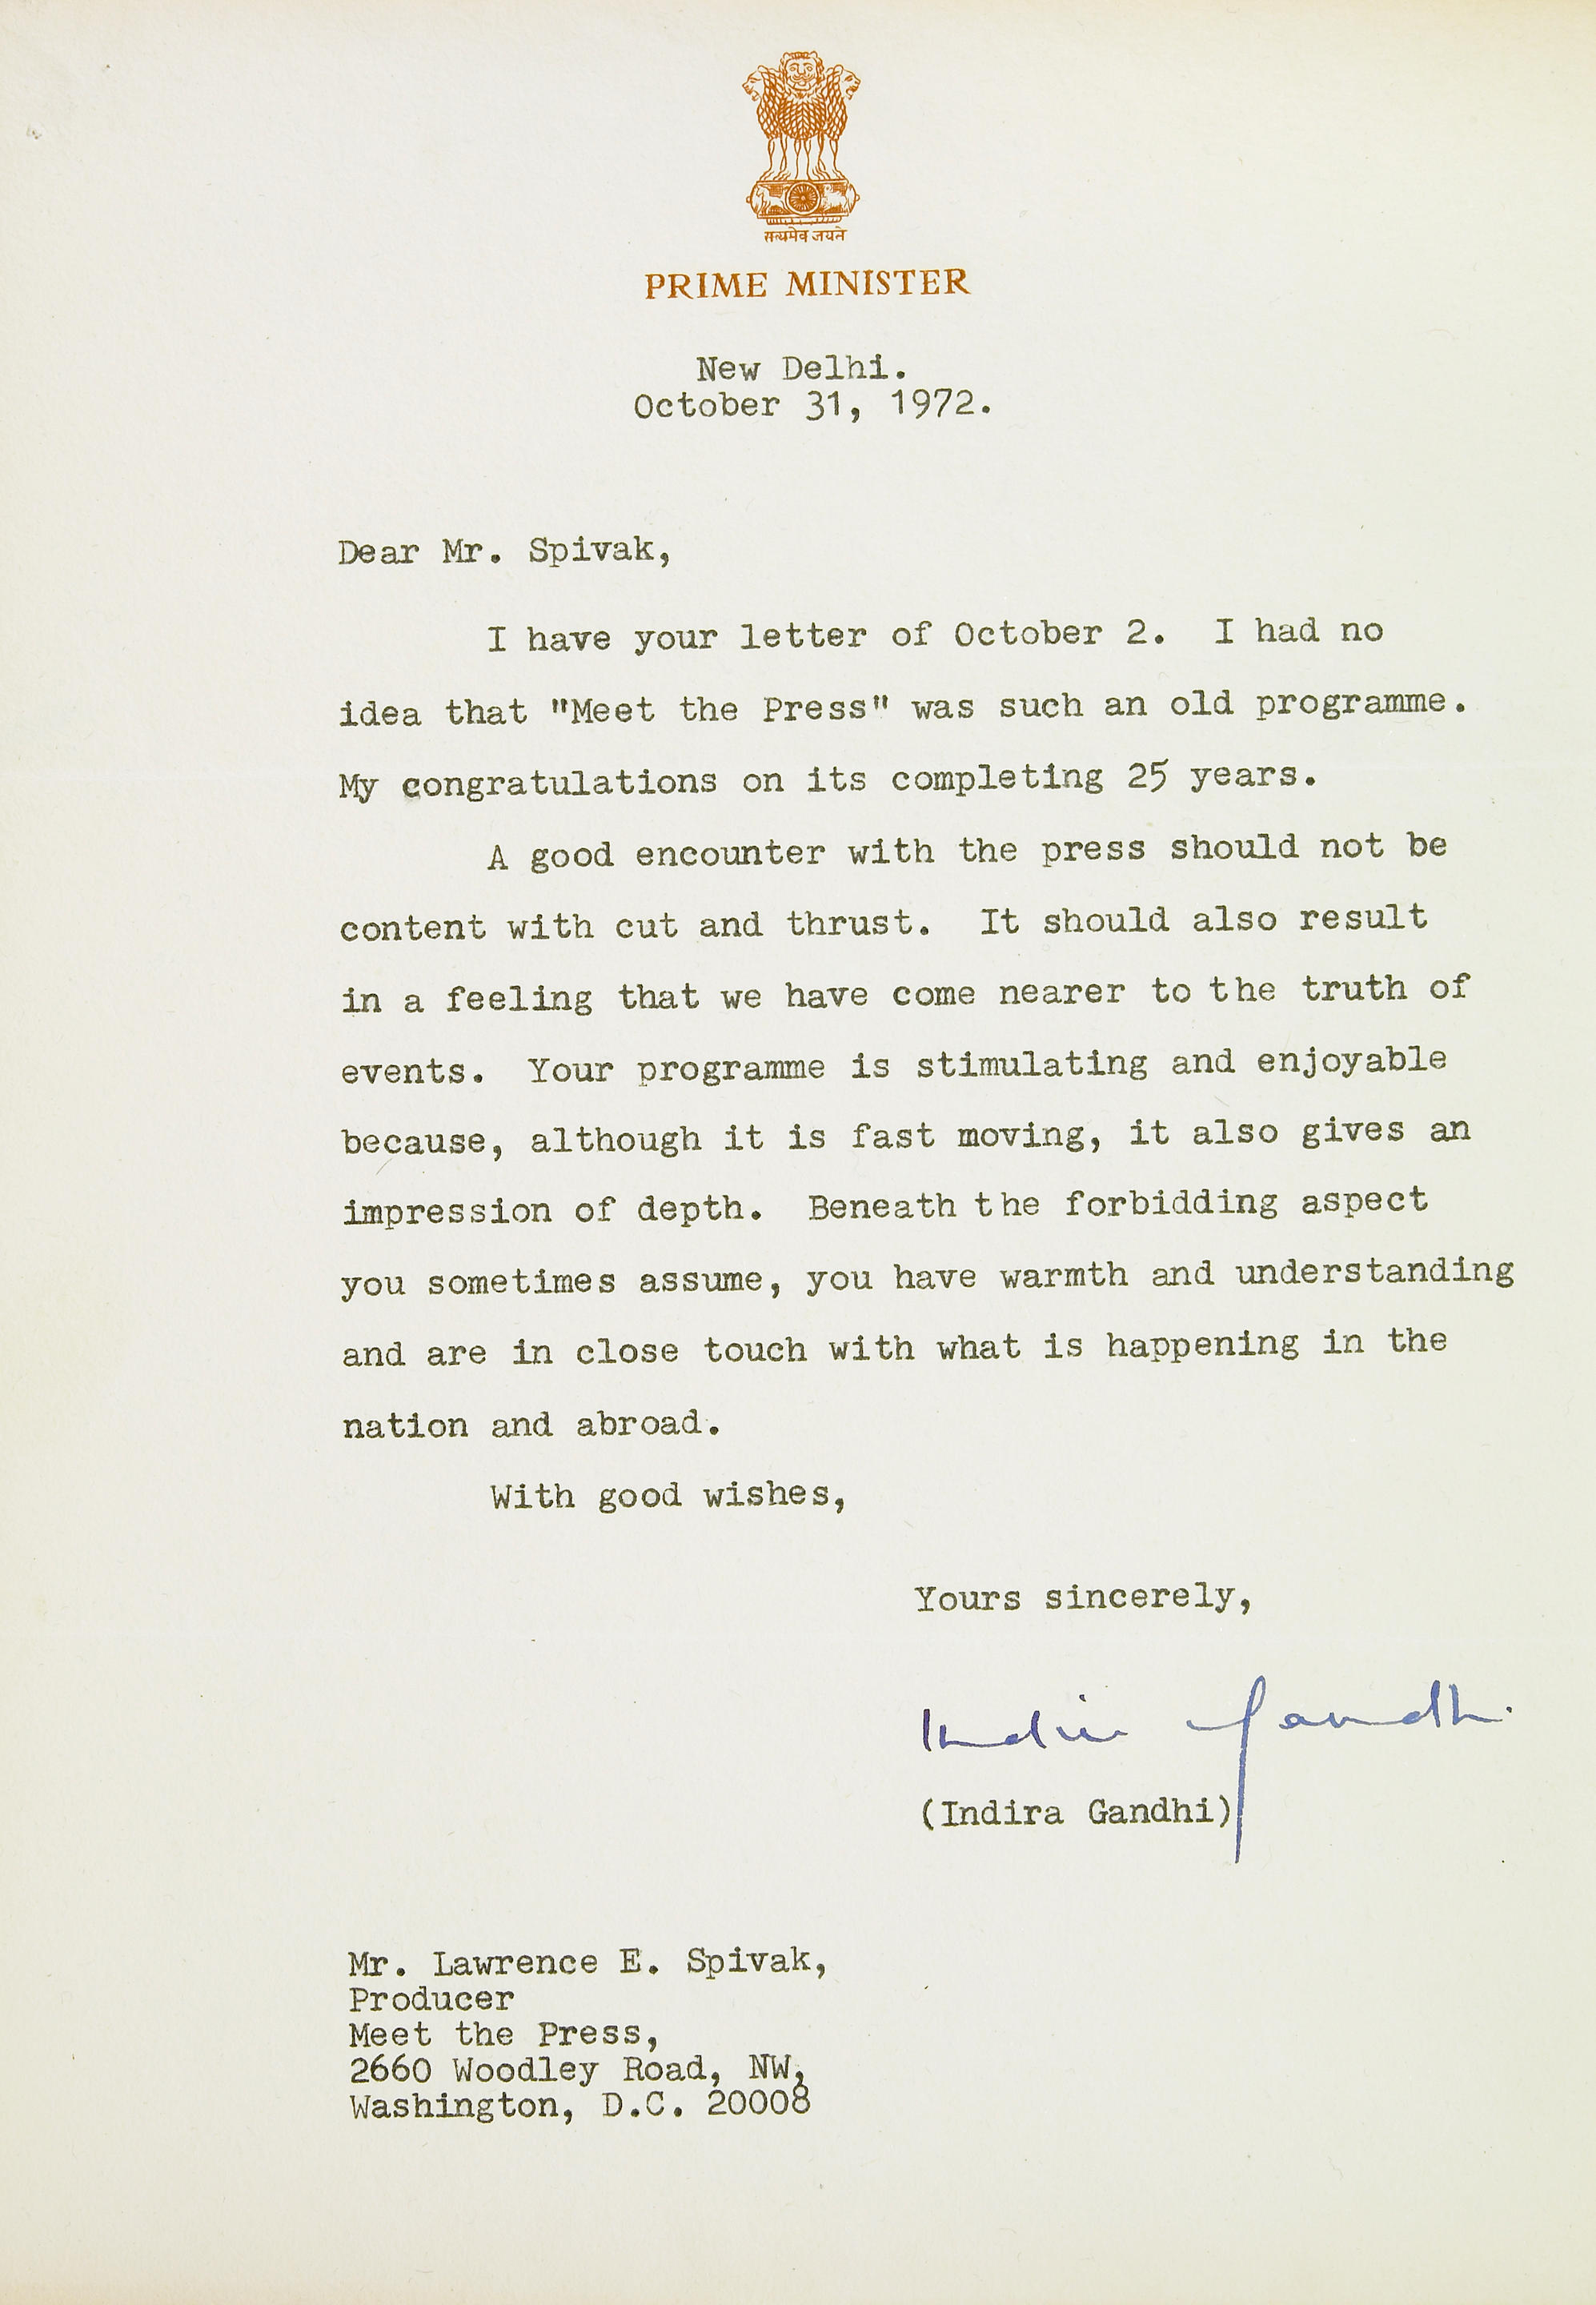 सत्यमेव जयते
PRIME MINISTER
New Delhi.
October 31, 1972.
Dear Mr. Spivak,
I have your letter of October 2. I had no
idea that "Meet the Press" was such an old programme.
My congratulations on its completing 25 years.
A good encounter with the press should not be
content with cut and thrust. It should also result
in a feeling that we have come nearer to the truth of
events. Your programme is stimulating and enjoyable
because, although it is fast moving, it also gives an
impression of depth. Beneath the forbidding aspect
you sometimes assume, you have warmth and understanding
and are in close touch with what is happening in the
nation and abroad.
With good wishes,
Yours sincerely,
Indira Gandhi
(Indira Gandhi)
Mr. Lawrence E. Spivak,
Producer
Meet the Press,
2660 Woodley Road, NW,
Washington, D.C. 20008